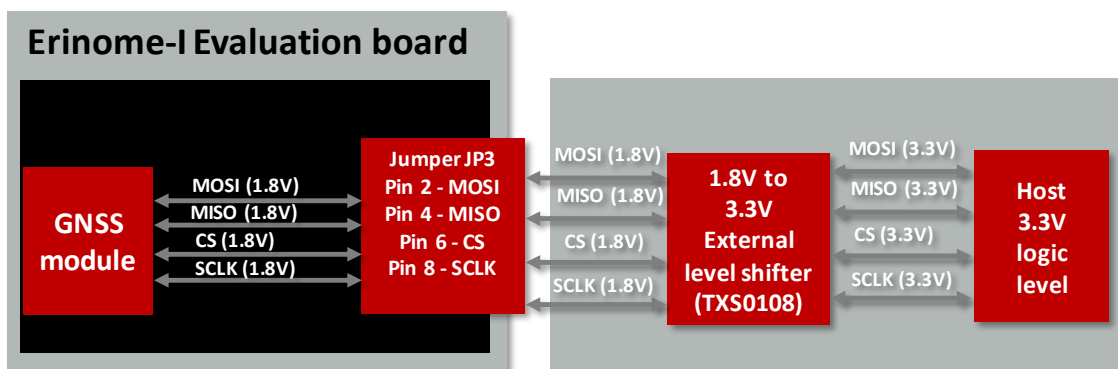 Erinome-I Evaluation board
GNSS
module
MOSI (1.8V)
MISO (1.8V)
CS (1.8V)
SCLK (1.8V)
Jumper JP3
Pin 2 - MOSI
Pin 4 - MISO
Pin 6 - CS
Pin 8 - SCLK
MOSI (1.8V)
MISO (1.8V)
CS (1.8V)
SCLK (1.8V)
1.8V to
3.3V
External
level shifter
(TXS0108)
MOSI (3.3V)
MISO (3.3V)
CS (3.3V)
SCLK (3.3V)
Host
3.3V
logic
level